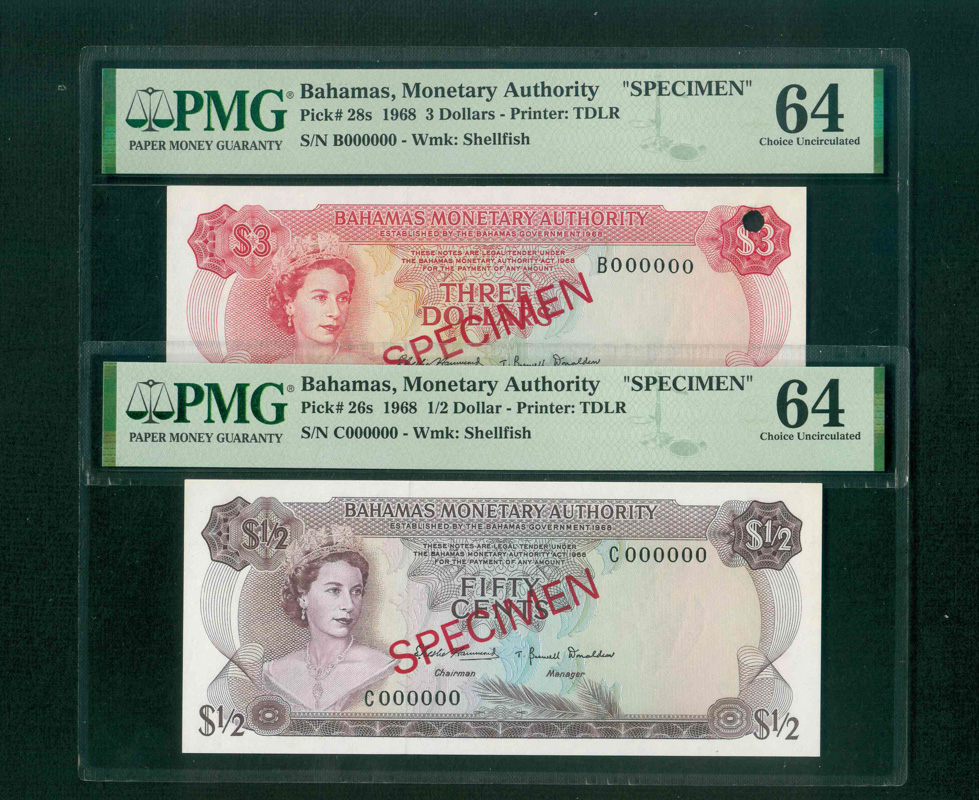 PMG®
PAPER MONEY GUARANTY
Bahamas, Monetary Authority "SPECIMEN"
Pick# 28s 1968 3 Dollars - Printer: TDLR
S/N B000000 - Wmk: Shellfish
64
Choice Uncirculated
$3
BAHAMAS MONETARY AUTHORITY
ESTABLISHED BY THE BAHAMAS GOVERNMENT 1968
$3
THESE NOTES ARE LEGAL TENDER UNDER
THE BAHAMAS MONETARY AUTHORITY ACT 1968
FOR THE PAYMENT OF ANY AMOUNT
B000000
THREE
DOLLARS
SPECIMEN
T. Burnell Donaldson
PMG®
PAPER MONEY GUARANTY
Bahamas, Monetary Authority "SPECIMEN"
Pick# 26s 1968 1/2 Dollar - Printer: TDLR
S/N C000000 - Wmk: Shellfish
64
Choice Uncirculated
$1/2
BAHAMAS MONETARY AUTHORITY
ESTABLISHED BY THE BAHAMAS GOVERNMENT 1968
$1/2
THESE NOTES ARE LEGAL TENDER UNDER
THE BAHAMAS MONETARY AUTHORITY ACT 1968
FOR THE PAYMENT OF ANY AMOUNT
C000000
FIFTY
CENTS
SPECIMEN
T. Burnell Donaldson
Chairman Manager
C000000
$1/2 $1/2